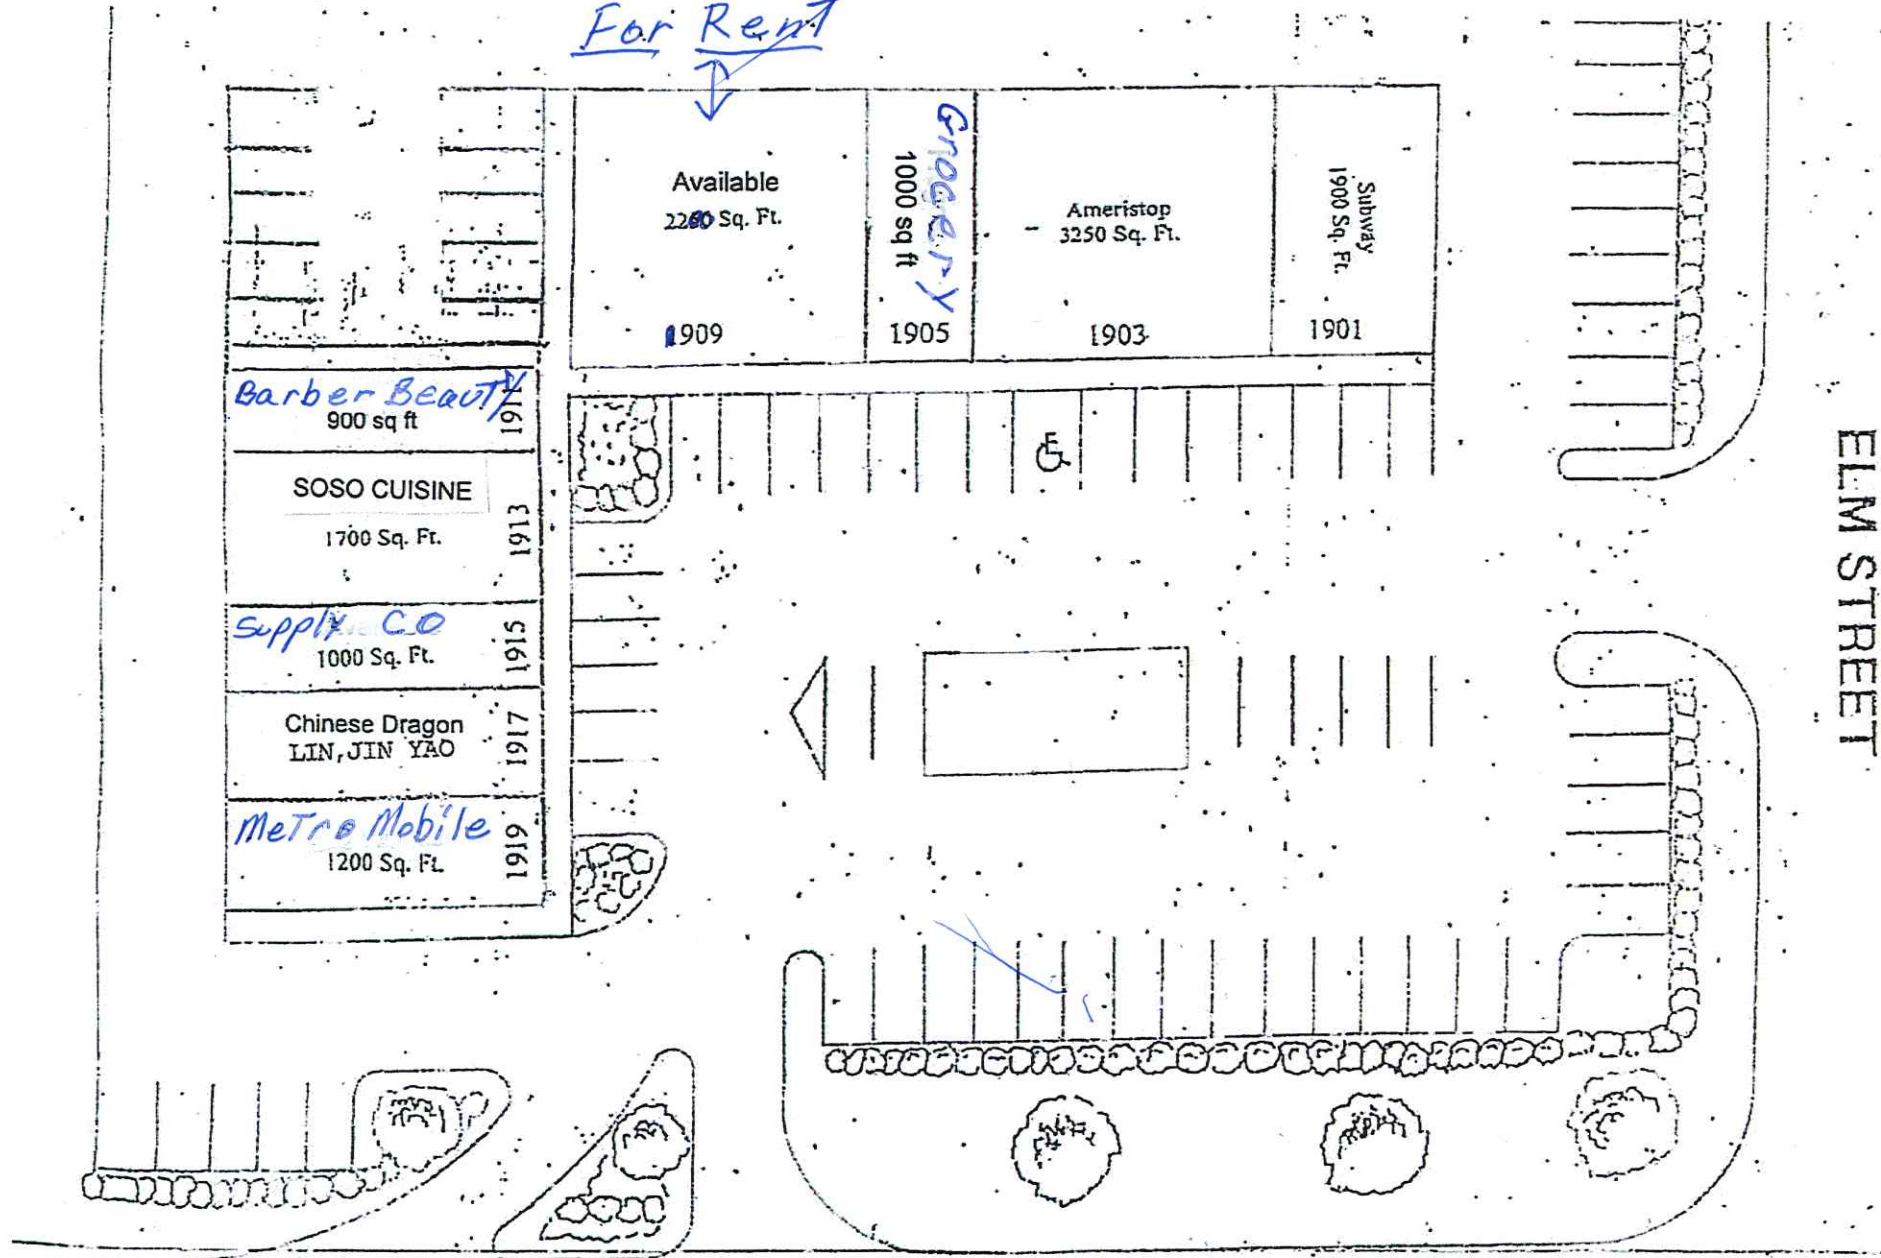 For Rent
Available
Sq. Ft.
1909
Grocery
1000 sq ft
1905
Ameristop
3250 Sq. Ft.
1903
Subway
1900 Sq. Ft.
1901
Barber Beauty
900 sq ft
SOSO CUISINE
1700 Sq. Ft.
1913
Supply CO
1000 Sq. Ft.
1915
Chinese Dragon
LIN, JIN YAO
1917
Metro Mobile
1200 Sq. Ft.
1919
ELM STREET